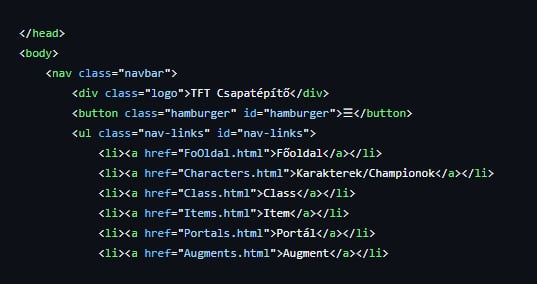 </head>
<body>
<nav class="navbar">
<div class="logo">TFT Csapatépítő</div>
<button class="hamburger" id="hamburger">☰</button>
<ul class="nav-links" id="nav-links">
<li><a href="FoOldal.html">Főoldal</a></li>
<li><a href="Characters.html">Karakterek/Championok</a></li>
<li><a href="Class.html">Class</a></li>
<li><a href="Items.html">Item</a></li>
<li><a href="Portals.html">Portál</a></li>
<li><a href="Augments.html">Augment</a></li>